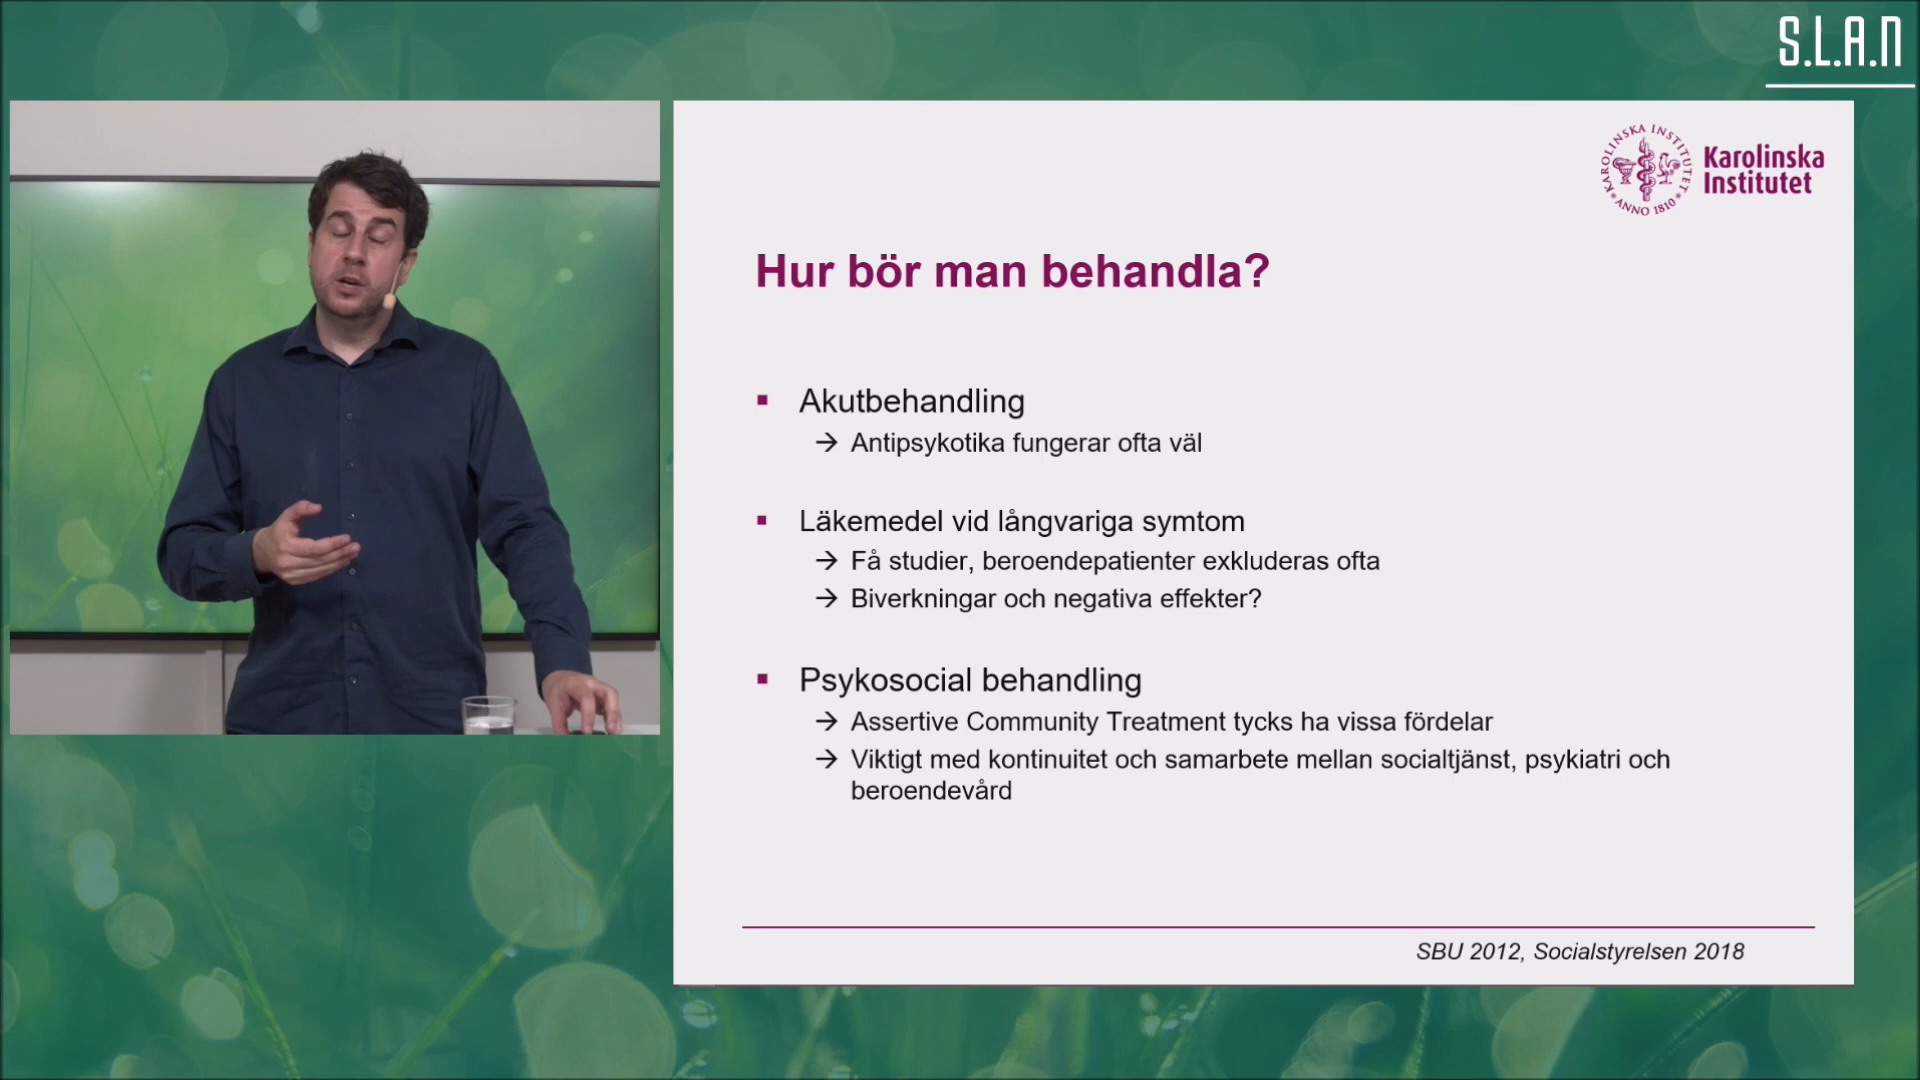 S.L.A.N
KAROLINSKA INSTITUTET
ANNO 1810
Karolinska
Institutet
Hur bör man behandla?
▪ Akutbehandling
→ Antipsykotika fungerar ofta väl
▪ Läkemedel vid långvariga symtom
→ Få studier, beroendepatienter exkluderas ofta
→ Biverkningar och negativa effekter?
▪ Psykosocial behandling
→ Assertive Community Treatment tycks ha vissa fördelar
→ Viktigt med kontinuitet och samarbete mellan socialtjänst, psykiatri och
beroendevård
SBU 2012, Socialstyrelsen 2018